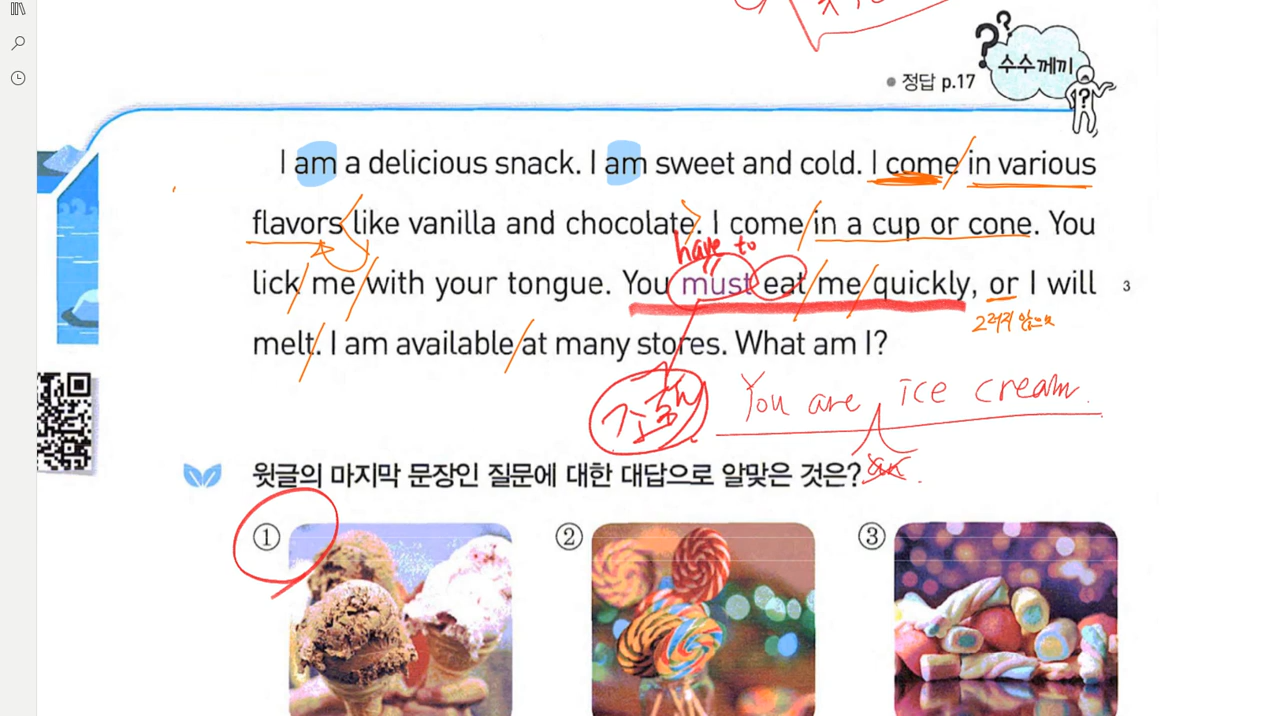 수수께끼
● 정답 p.17
I am a delicious snack. I am sweet and cold. I come in various
flavors like vanilla and chocolate. I come in a cup or cone. You
have to
lick me with your tongue. You must eat me quickly, or I will 3
그렇지 않으면
melt. I am available at many stores. What am I?
You are ice cream.
an
윗글의 마지막 문장인 질문에 대한 대답으로 알맞은 것은?
① ② ③